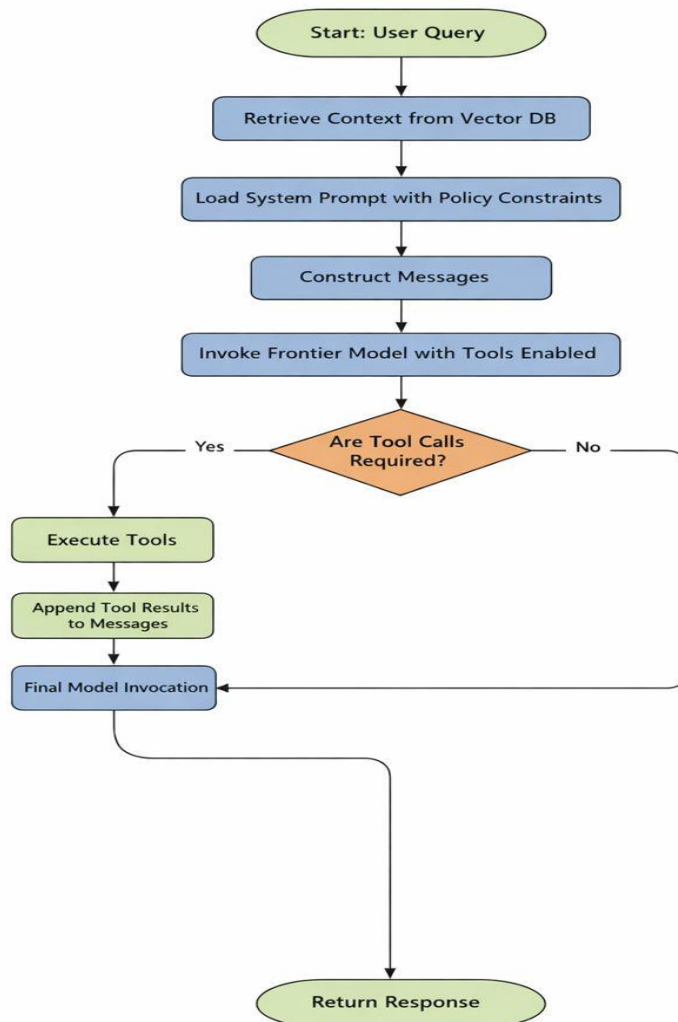 Start: User Query
Retrieve Context from Vector DB
Load System Prompt with Policy Constraints
Construct Messages
Invoke Frontier Model with Tools Enabled
Are Tool Calls
Required?
Yes
No
Execute Tools
Append Tool Results
to Messages
Final Model Invocation
Return Response